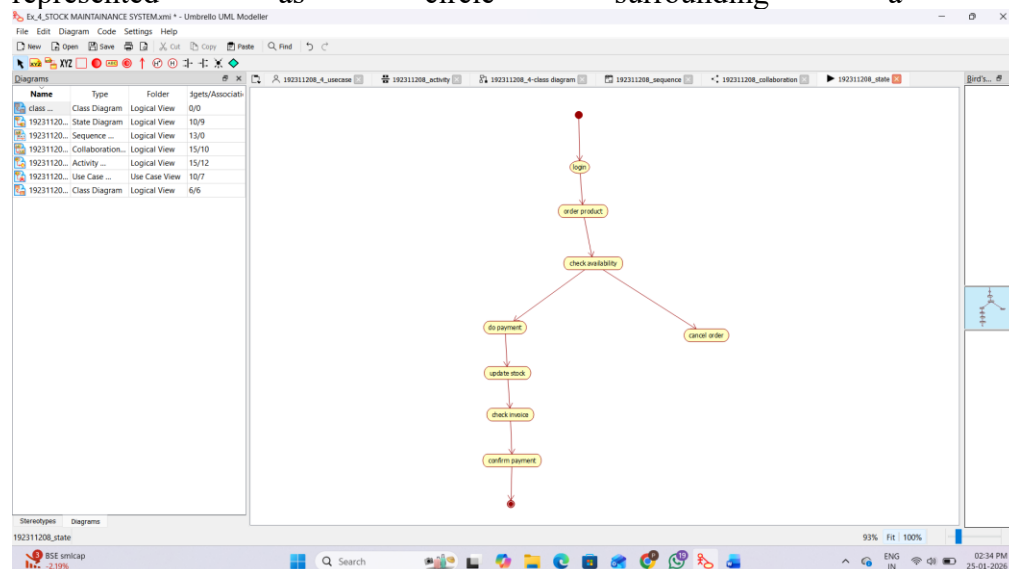 represented as circle surrounding a
Ex_4_STOCK MAINTAINANCE SYSTEM.xmi * - Umbrello UML Modeller
File Edit Diagram Code Settings Help
New Open Save Cut Copy Paste Find
XYZ
Diagrams
192311208_4_usecase 192311208_activity 192311208_4-class diagram 192311208_sequence 192311208_collaboration 192311208_state
Bird's...
Name Type Folder dgets/Associati
class ... Class Diagram Logical View 0/0
19231120... State Diagram Logical View 10/9
19231120... Sequence ... Logical View 13/0
19231120... Collaboration... Logical View 15/10
19231120... Activity ... Logical View 15/12
19231120... Use Case ... Use Case View 10/7
19231120... Class Diagram Logical View 6/6
login
order product
check availability
do payment
cancel order
update stock
check invoice
confirm payment
Stereotypes Diagrams
192311208_state
93% Fit 100%
3 BSE smlcap
-2.19%
Search
19
ENG
IN
02:34 PM
25-01-2026